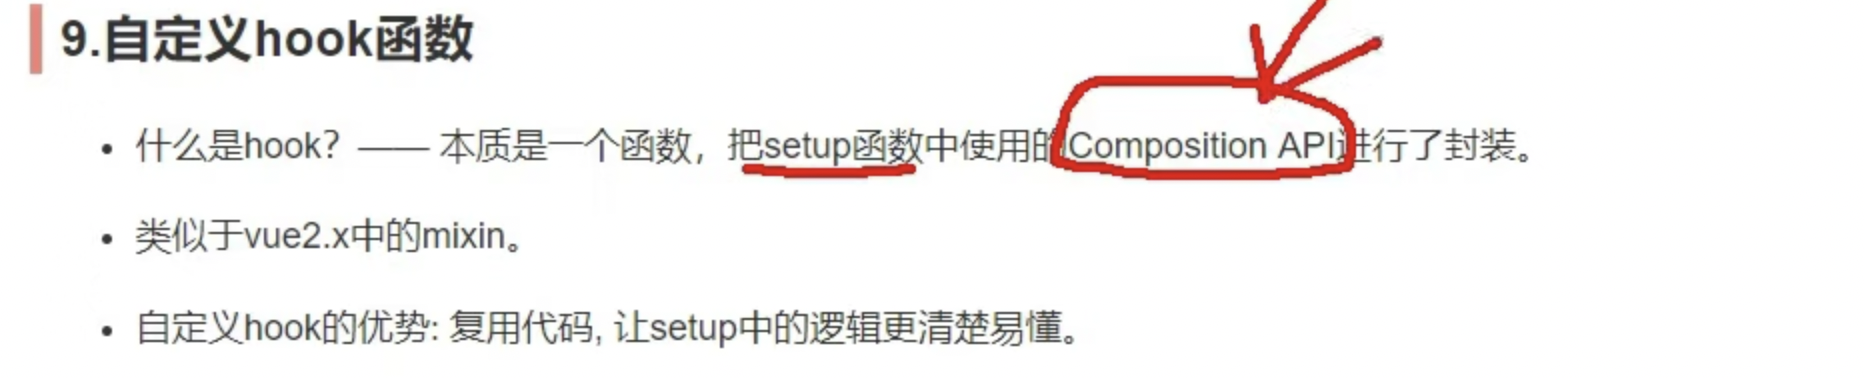 9.自定义hook函数
什么是hook？—— 本质是一个函数，把setup函数中使用的Composition API进行了封装。
类似于vue2.x中的mixin。
自定义hook的优势: 复用代码, 让setup中的逻辑更清楚易懂。